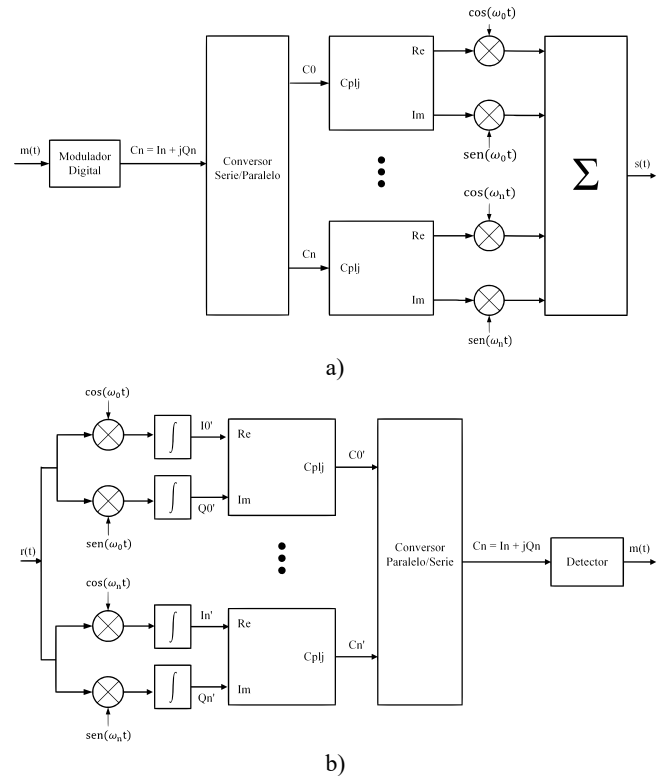 cos(ω₀t)
C0
Re
Cplj
Im
m(t)
Modulador
Digital
Cn = In + jQn
Conversor
Serie/Paralelo
sen(ω₀t)
cos(ωₙt)
Σ
s(t)
Cn
Re
Cplj
Im
sen(ωₙt)
a)
cos(ω₀t)
∫
I0'
Re
Cplj
C0'
∫
Im
Q0'
sen(ω₀t)
r(t)
Conversor
Paralelo/Serie
Cn = In + jQn
Detector
m(t)
cos(ωₙt)
∫
In'
Re
Cplj
Cn'
∫
Im
Qn'
sen(ωₙt)
b)